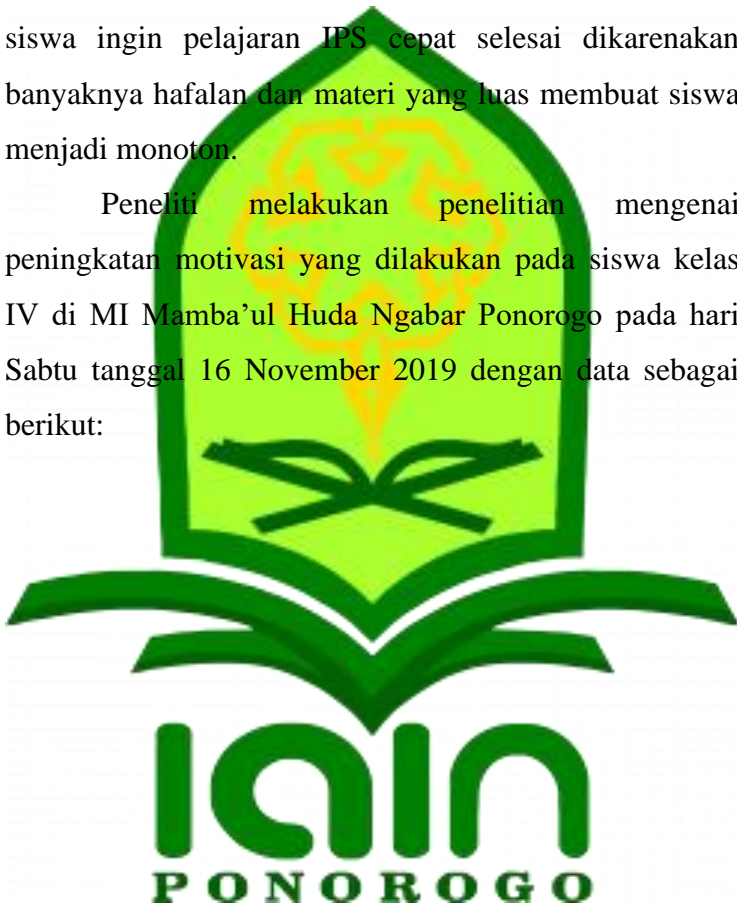 siswa ingin pelajaran IPS cepat selesai dikarenakan
banyaknya hafalan dan materi yang luas membuat siswa
menjadi monoton.
Peneliti melakukan penelitian mengenai
peningkatan motivasi yang dilakukan pada siswa kelas
IV di MI Mamba’ul Huda Ngabar Ponorogo pada hari
Sabtu tanggal 16 November 2019 dengan data sebagai
berikut:
IAIN
PONOROGO